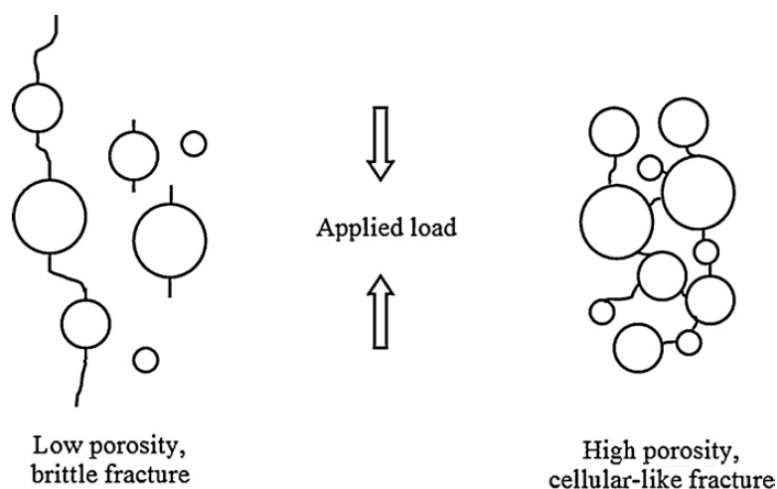 Applied load
Low porosity,
brittle fracture
High porosity,
cellular-like fracture